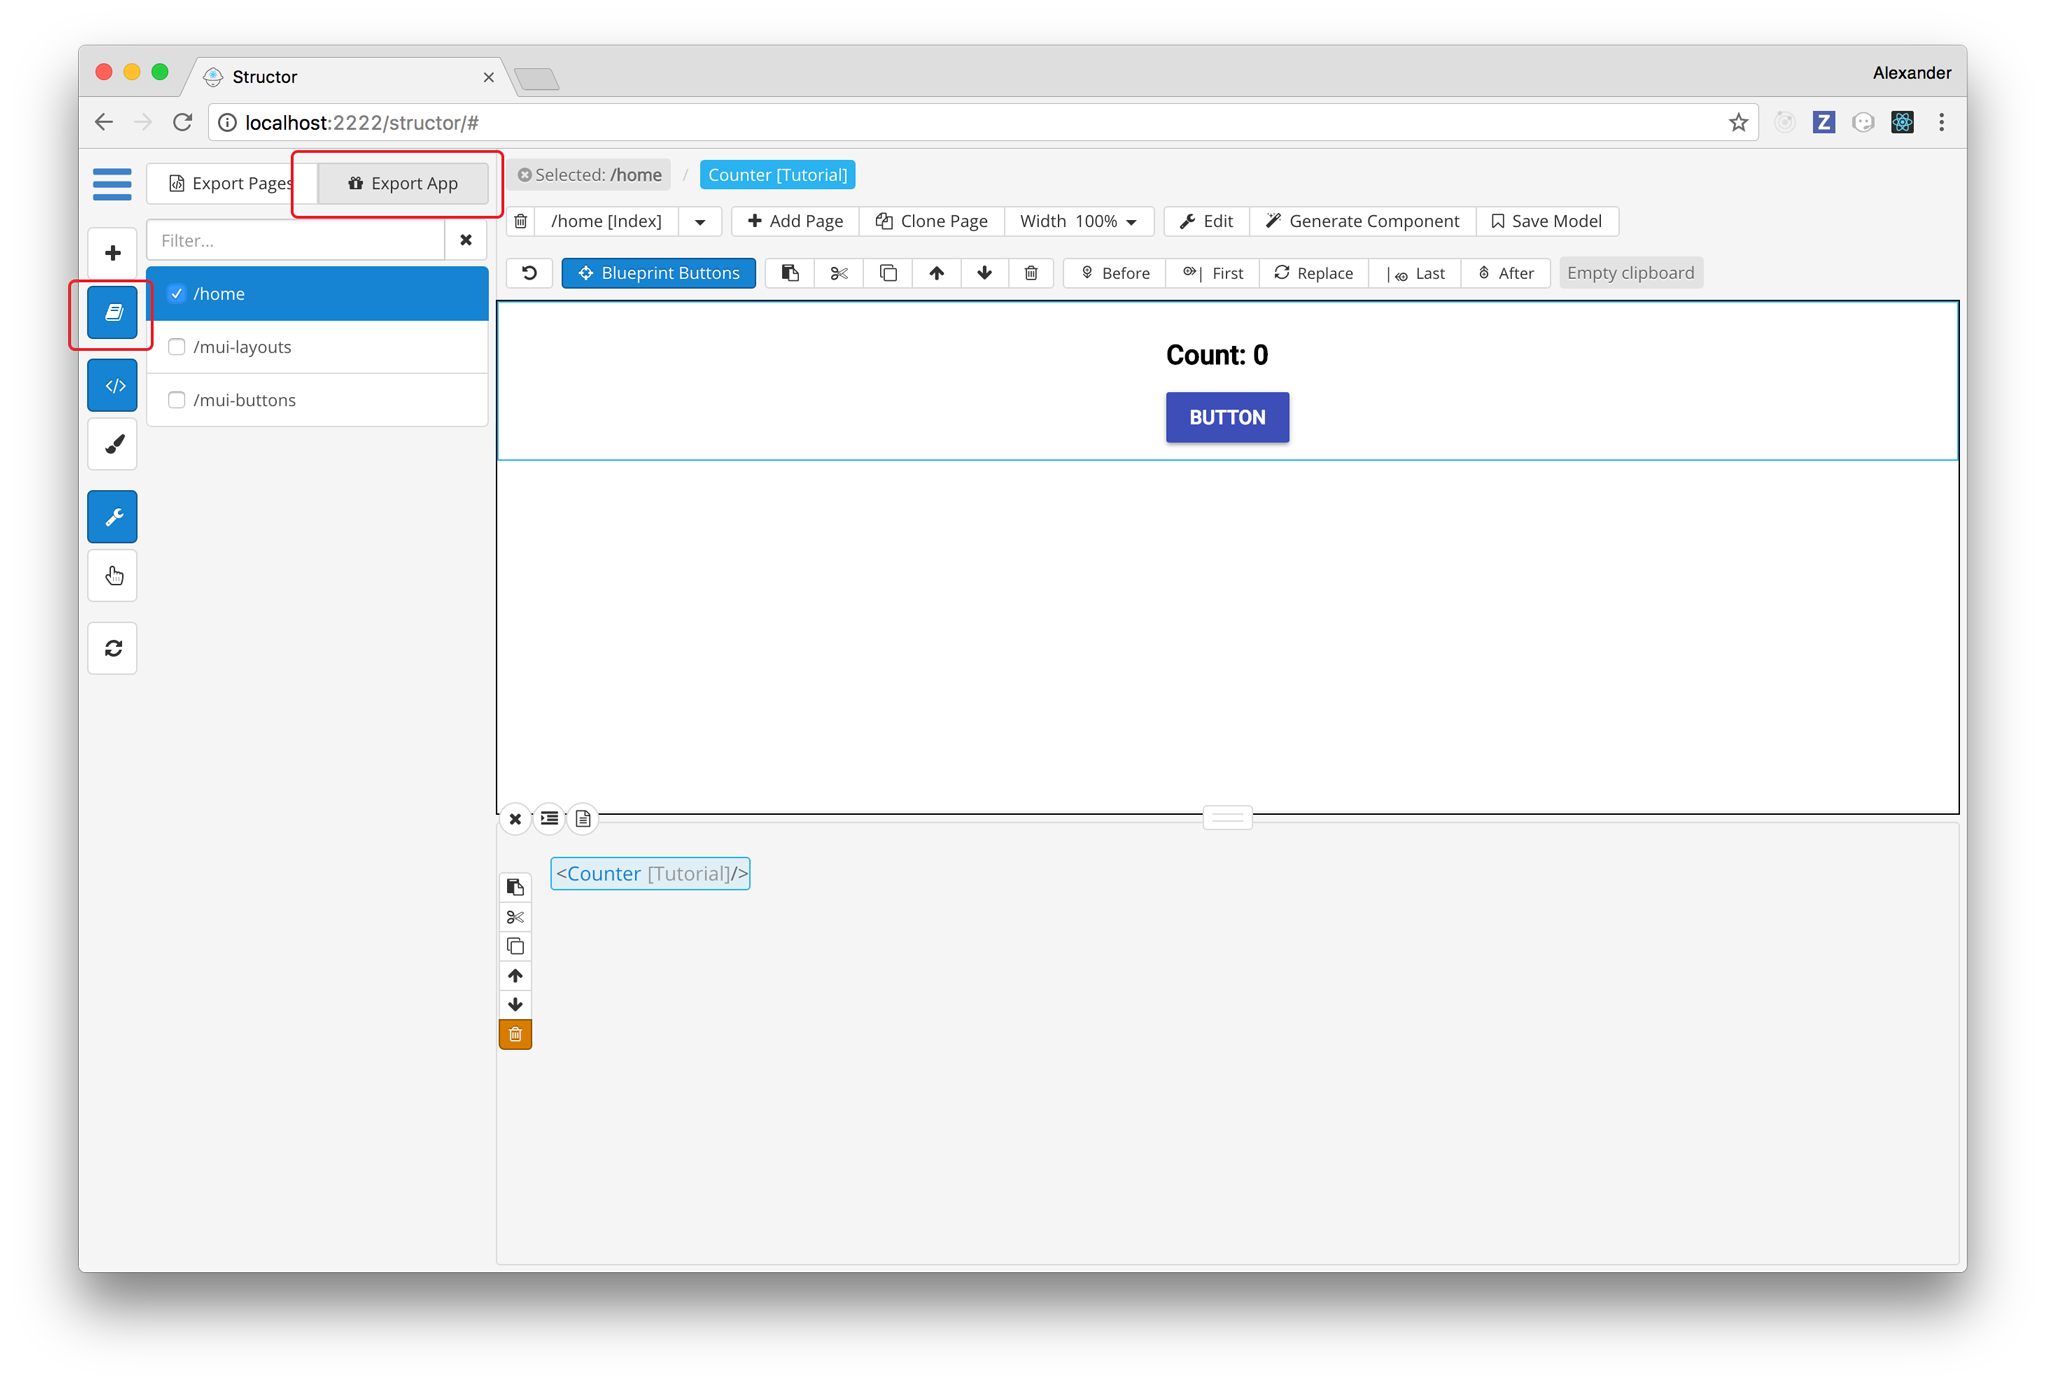 Structor
Alexander
localhost:2222/structor/#
Export Pages
Export App
Selected: /home / Counter [Tutorial]
/home [Index]
Add Page
Clone Page
Width 100%
Edit
Generate Component
Save Model
Filter...
Blueprint Buttons
Before
First
Replace
Last
After
Empty clipboard
/home
/mui-layouts
/mui-buttons
Count: 0
BUTTON
<Counter [Tutorial]/>
Z